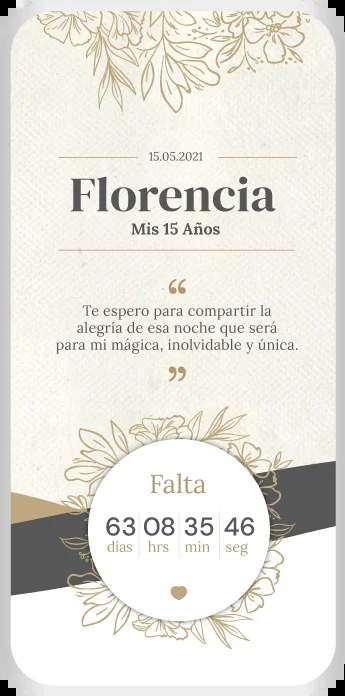 15.05.2021
Florencia
Mis 15 Años
“
Te espero para compartir la
alegría de esa noche que será
para mi mágica, inolvidable y única.
”
Falta
63 08 35 46
días hrs min seg